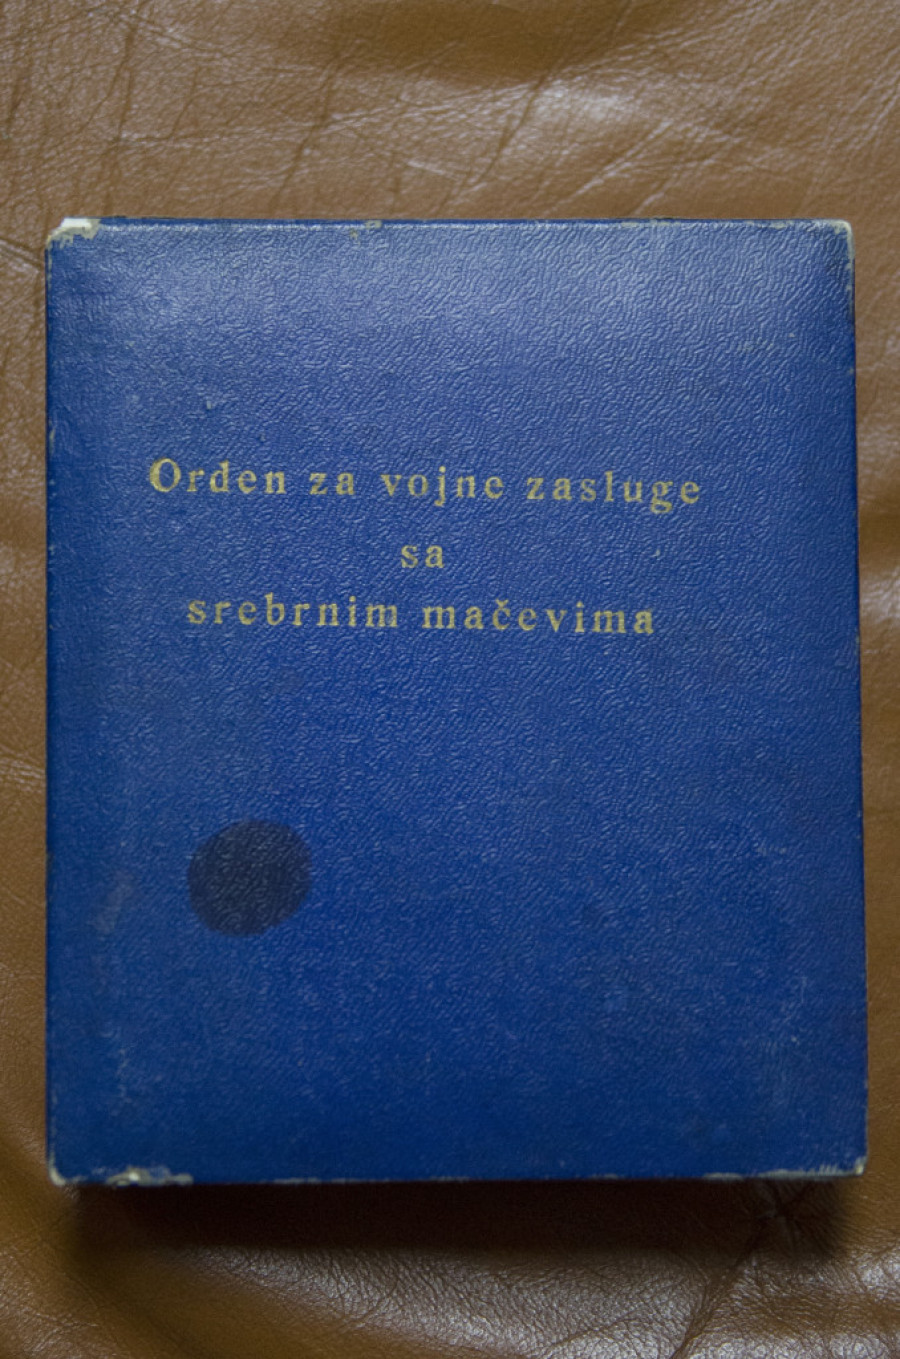 Orden za vojne zasluge
sa
srebrnim mačevima